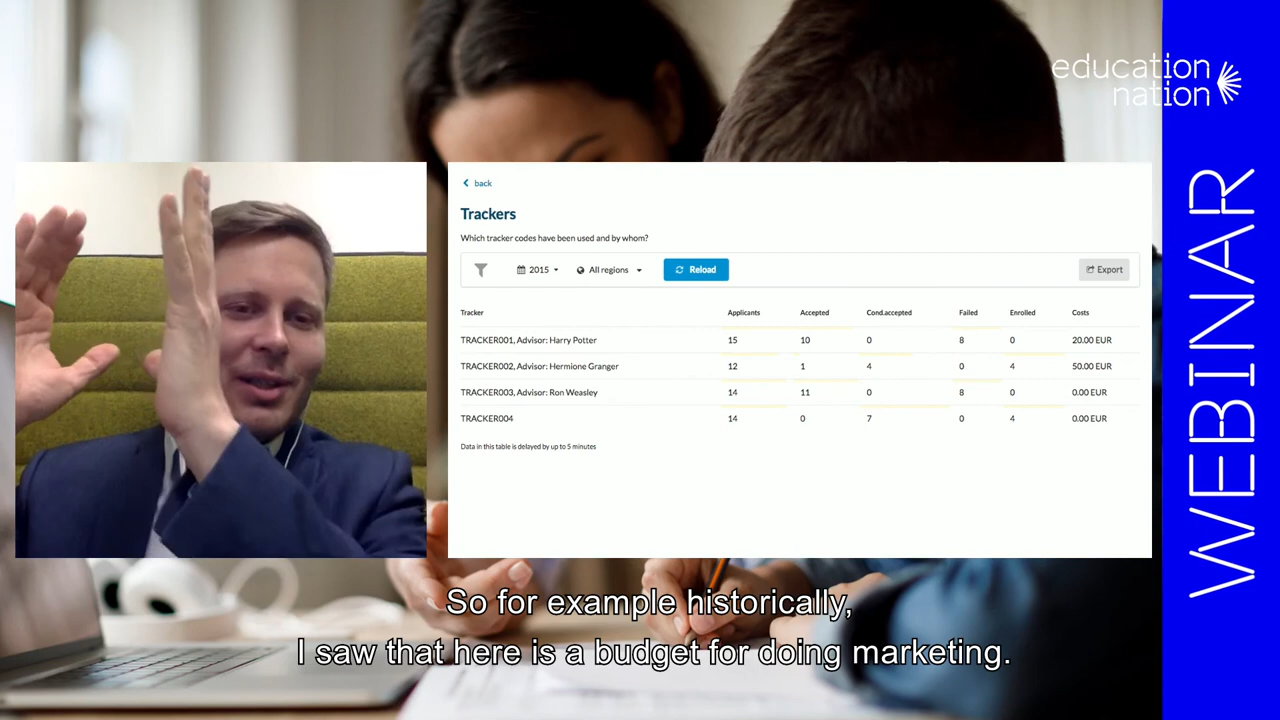 education
nation
WEBINAR
back
Trackers
Which tracker codes have been used and by whom?
2015 All regions Reload Export
Tracker Applicants Accepted Cond.accepted Failed Enrolled Costs
TRACKER001, Advisor: Harry Potter 15 10 0 8 0 20.00 EUR
TRACKER002, Advisor: Hermione Granger 12 1 4 0 4 50.00 EUR
TRACKER003, Advisor: Ron Weasley 14 11 0 8 0 0.00 EUR
TRACKER004 14 0 7 0 4 0.00 EUR
Data in this table is delayed by up to 5 minutes
So for example historically,
I saw that here is a budget for doing marketing.